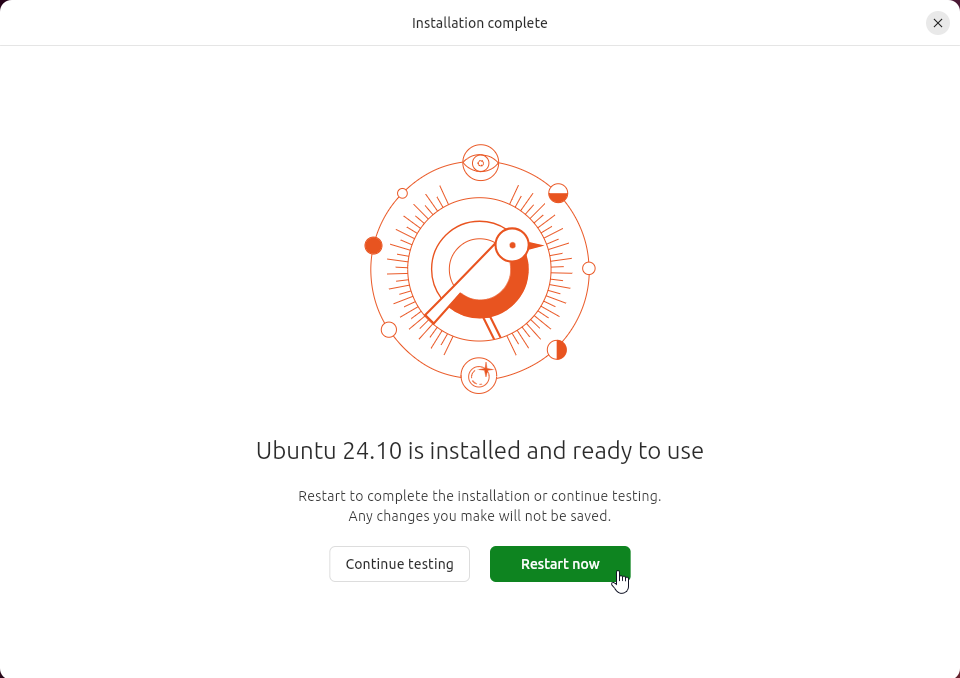 Installation complete
Ubuntu 24.10 is installed and ready to use
Restart to complete the installation or continue testing.
Any changes you make will not be saved.
Continue testing
Restart now